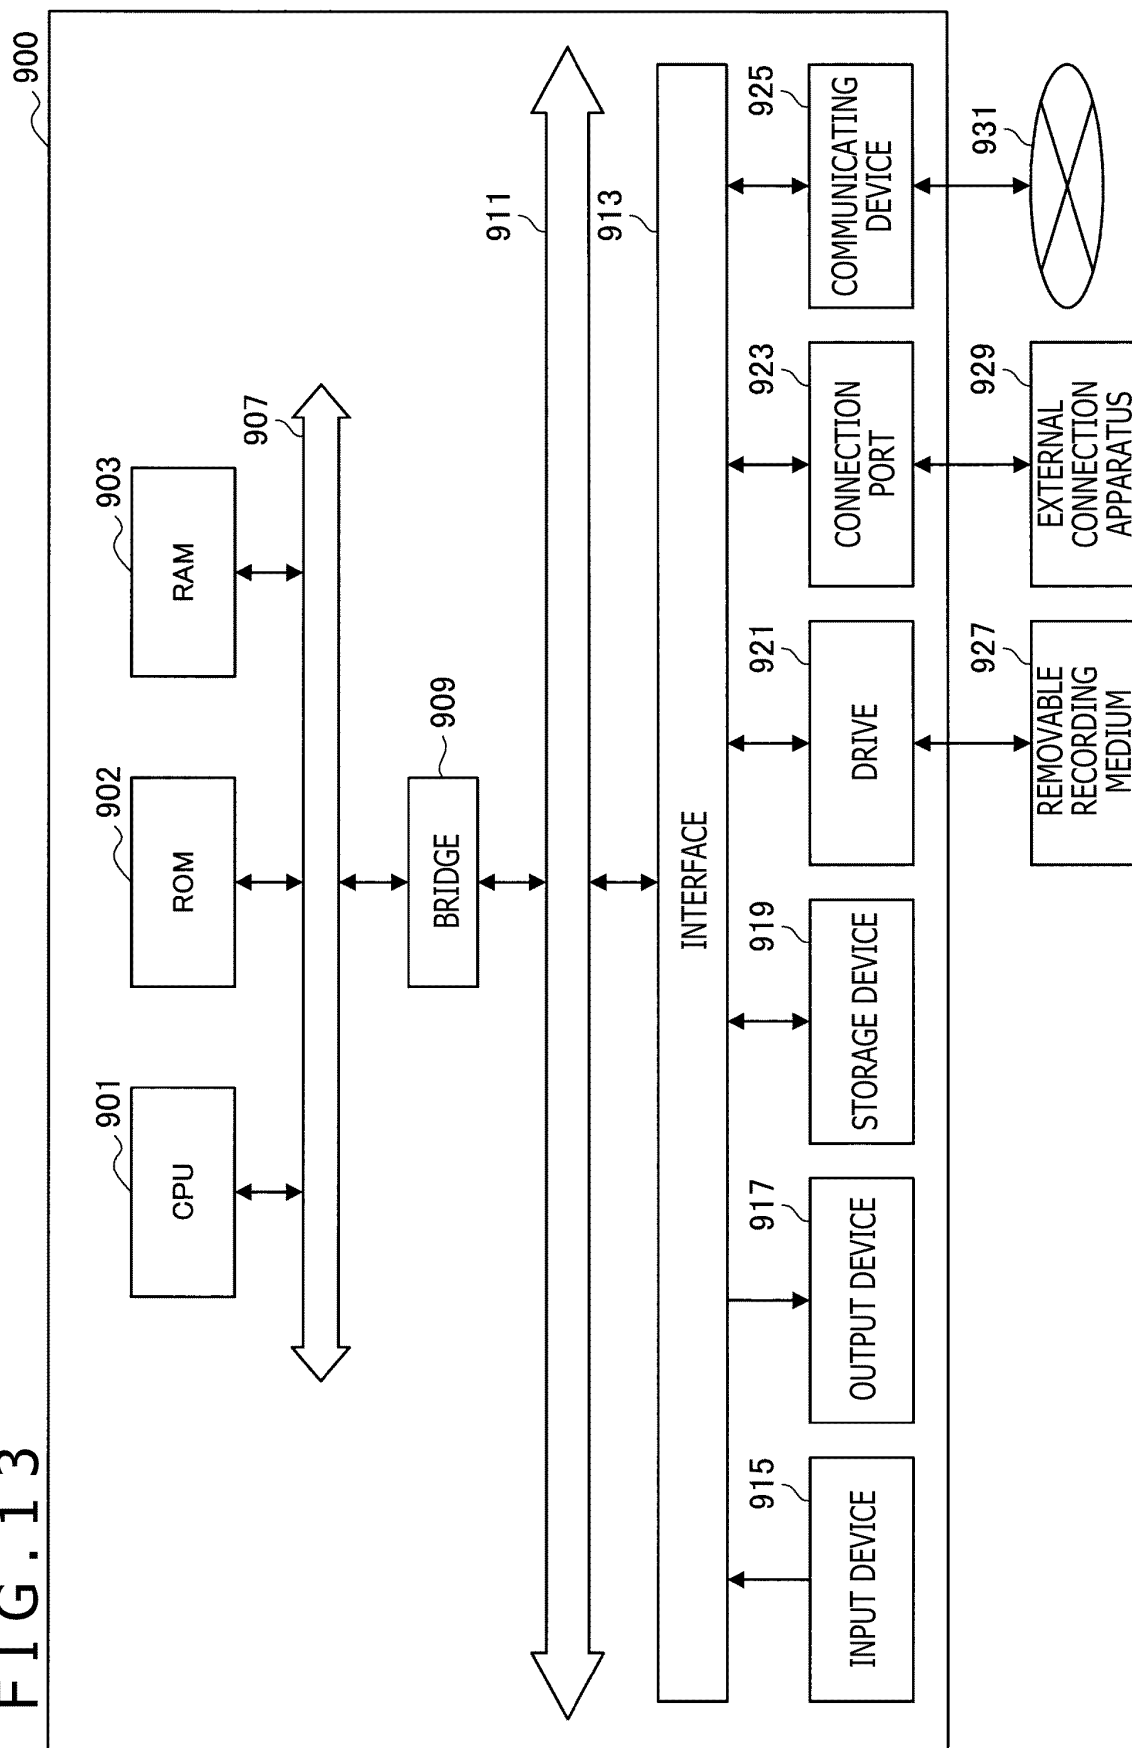 FIG.13
900
901
CPU
902
ROM
903
RAM
907
909
BRIDGE
911
913
INTERFACE
915
INPUT DEVICE
917
OUTPUT DEVICE
919
STORAGE DEVICE
921
DRIVE
923
CONNECTION
PORT
925
COMMUNICATING
DEVICE
927
REMOVABLE
RECORDING
MEDIUM
929
EXTERNAL
CONNECTION
APPARATUS
931